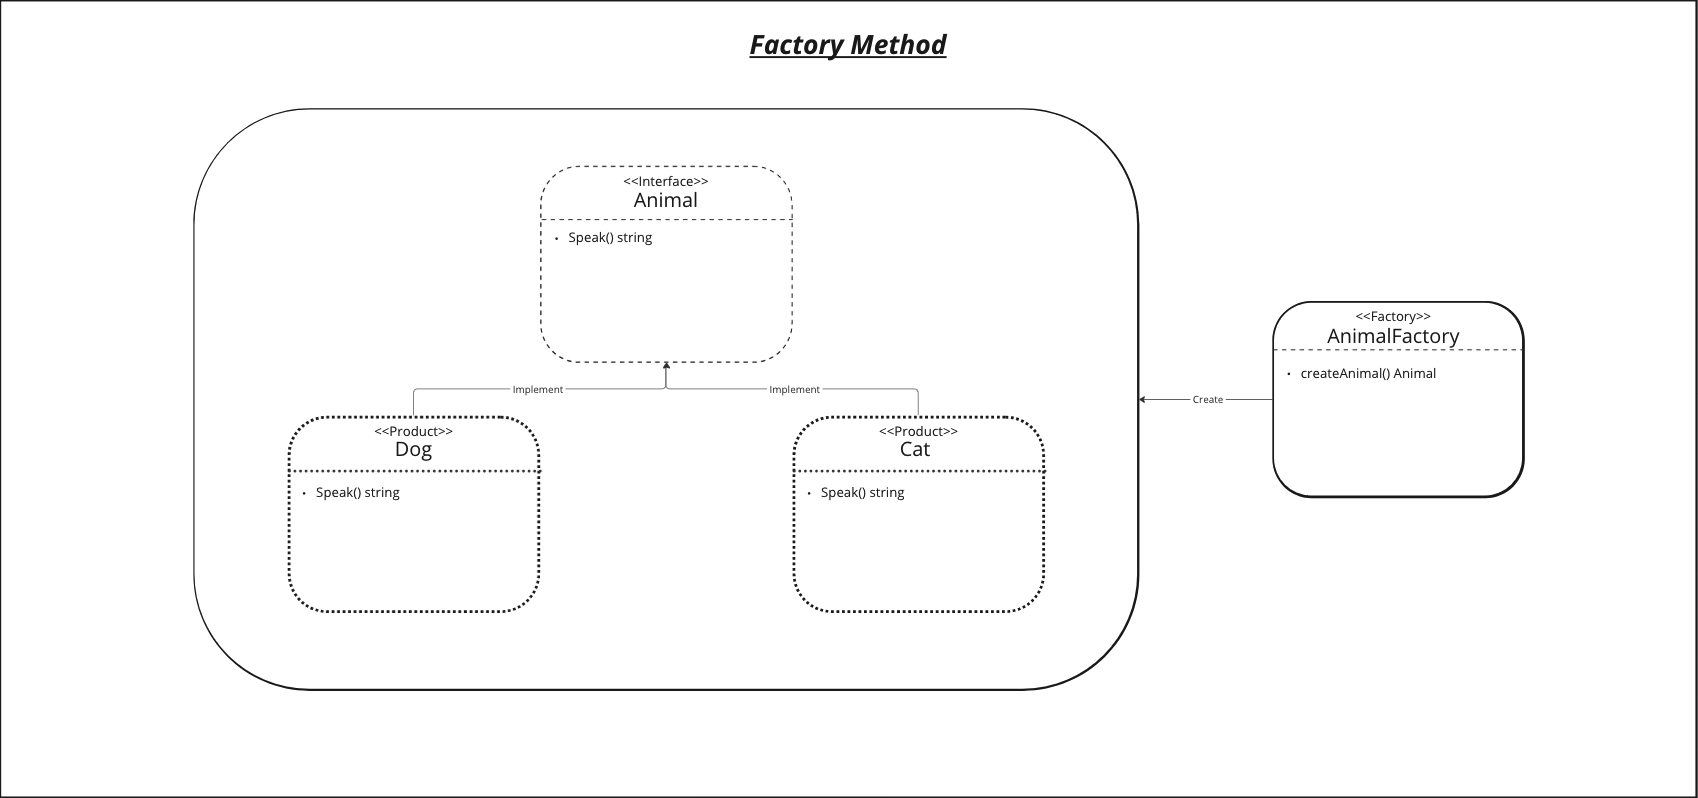 Factory Method
<<Interface>>
Animal
• Speak() string
Implement
Implement
<<Product>>
Dog
• Speak() string
<<Product>>
Cat
• Speak() string
<<Factory>>
AnimalFactory
• createAnimal() Animal
Create